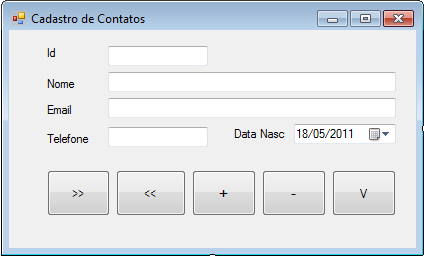 Cadastro de Contatos
Id
Nome
Email
Telefone Data Nasc 18/05/2011
>> << + - V